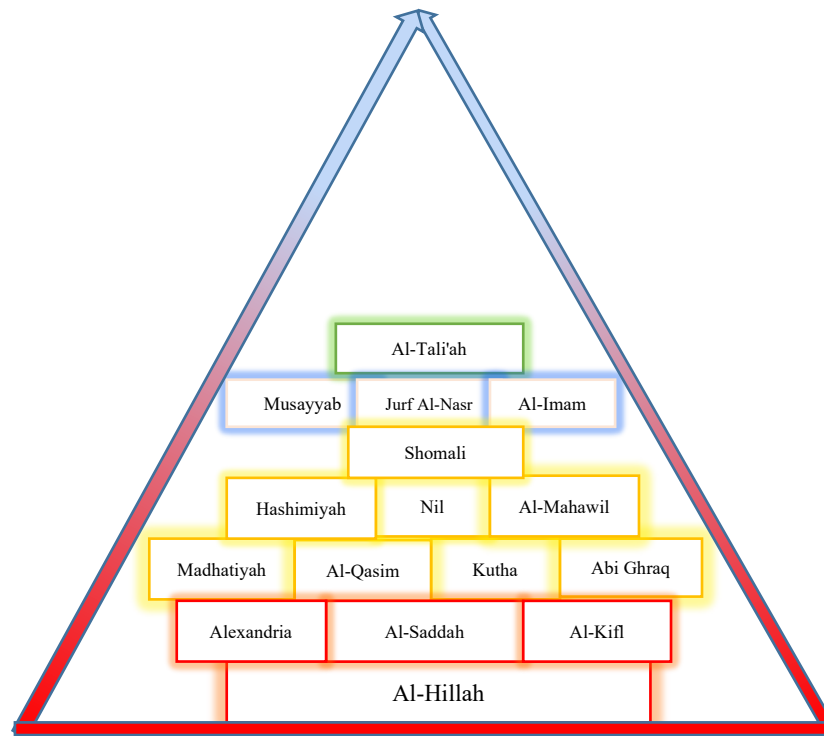 Al-Tali'ah
Musayyab Jurf Al-Nasr Al-Imam
Shomali
Hashimiyah Nil Al-Mahawil
Madhatiyah Al-Qasim Kutha Abi Ghraq
Alexandria Al-Saddah Al-Kifl
Al-Hillah